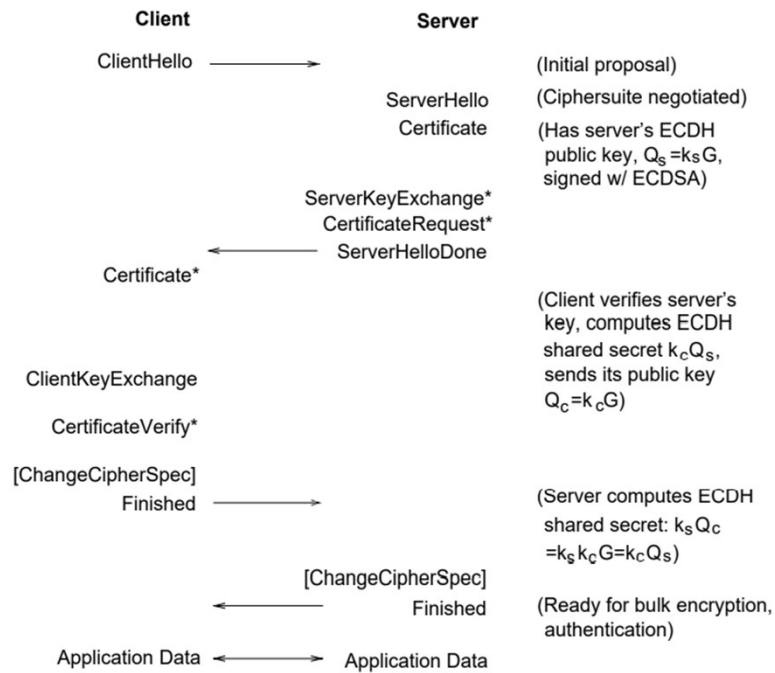 Client Server
ClientHello (Initial proposal)
ServerHello (Ciphersuite negotiated)
Certificate (Has server's ECDH
public key, Qs=ksG,
signed w/ ECDSA)
ServerKeyExchange*
CertificateRequest*
ServerHelloDone
Certificate*
(Client verifies server's
key, computes ECDH
shared secret kcQs,
ClientKeyExchange sends its public key
Qc=kcG)
CertificateVerify*
[ChangeCipherSpec]
Finished (Server computes ECDH
shared secret: ksQc
=kskcG=kcQs)
[ChangeCipherSpec]
Finished (Ready for bulk encryption,
authentication)
Application Data Application Data